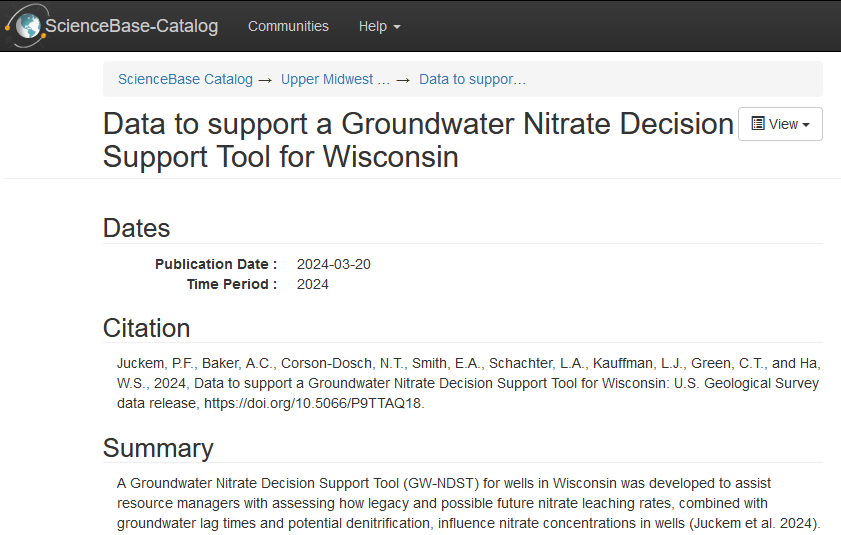 ScienceBase-Catalog Communities Help
ScienceBase Catalog → Upper Midwest ... → Data to suppor...
Data to support a Groundwater Nitrate Decision
Support Tool for Wisconsin
View
Dates
Publication Date : 2024-03-20
Time Period : 2024
Citation
Juckem, P.F., Baker, A.C., Corson-Dosch, N.T., Smith, E.A., Schachter, L.A., Kauffman, L.J., Green, C.T., and Ha,
W.S., 2024, Data to support a Groundwater Nitrate Decision Support Tool for Wisconsin: U.S. Geological Survey
data release, https://doi.org/10.5066/P9TTAQ18.
Summary
A Groundwater Nitrate Decision Support Tool (GW-NDST) for wells in Wisconsin was developed to assist
resource managers with assessing how legacy and possible future nitrate leaching rates, combined with
groundwater lag times and potential denitrification, influence nitrate concentrations in wells (Juckem et al. 2024).